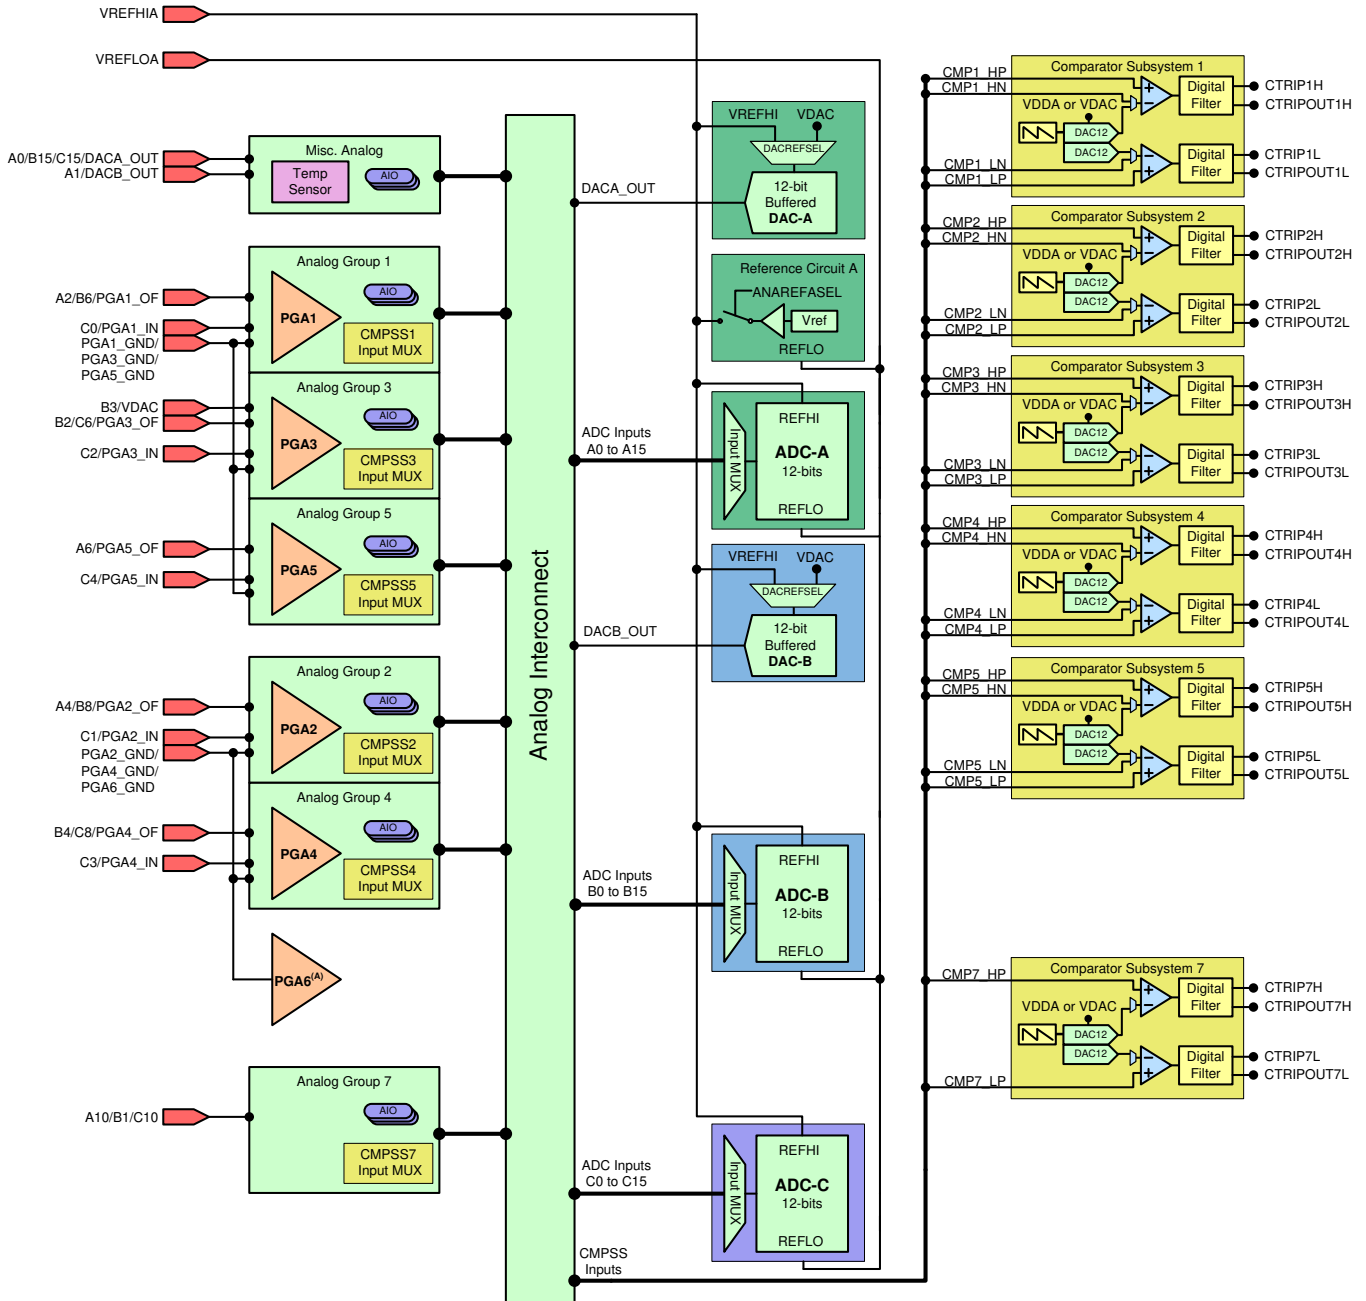 VREFHIA
VREFLOA
A0/B15/C15/DACA_OUT
A1/DACB_OUT
Misc. Analog
Temp
Sensor
AIO
Analog Group 1
A2/B6/PGA1_OF
C0/PGA1_IN
PGA1_GND/
PGA3_GND/
PGA5_GND
PGA1
AIO
CMPSS1
Input MUX
Analog Group 3
B3/VDAC
B2/C6/PGA3_OF
C2/PGA3_IN
PGA3
AIO
CMPSS3
Input MUX
Analog Group 5
A6/PGA5_OF
C4/PGA5_IN
PGA5
AIO
CMPSS5
Input MUX
Analog Group 2
A4/B8/PGA2_OF
C1/PGA2_IN
PGA2_GND/
PGA4_GND/
PGA6_GND
PGA2
AIO
CMPSS2
Input MUX
Analog Group 4
B4/C8/PGA4_OF
C3/PGA4_IN
PGA4
AIO
CMPSS4
Input MUX
PGA6(A)
Analog Group 7
A10/B1/C10
AIO
CMPSS7
Input MUX
Analog Interconnect
DACA_OUT
VREFHI
VDAC
DACREFSEL
12-bit
Buffered
DAC-A
Reference Circuit A
ANAREFASEL
Vref
REFLO
ADC Inputs
A0 to A15
Input MUX
REFHI
ADC-A
12-bits
REFLO
DACB_OUT
VREFHI
VDAC
DACREFSEL
12-bit
Buffered
DAC-B
ADC Inputs
B0 to B15
Input MUX
REFHI
ADC-B
12-bits
REFLO
ADC Inputs
C0 to C15
Input MUX
REFHI
ADC-C
12-bits
REFLO
CMPSS
Inputs
Comparator Subsystem 1
CMP1_HP
CMP1_HN
VDDA or VDAC
DAC12
DAC12
CMP1_LN
CMP1_LP
Digital
Filter
Digital
Filter
CTRIP1H
CTRIPOUT1H
CTRIP1L
CTRIPOUT1L
Comparator Subsystem 2
CMP2_HP
CMP2_HN
VDDA or VDAC
DAC12
DAC12
CMP2_LN
CMP2_LP
Digital
Filter
Digital
Filter
CTRIP2H
CTRIPOUT2H
CTRIP2L
CTRIPOUT2L
Comparator Subsystem 3
CMP3_HP
CMP3_HN
VDDA or VDAC
DAC12
DAC12
CMP3_LN
CMP3_LP
Digital
Filter
Digital
Filter
CTRIP3H
CTRIPOUT3H
CTRIP3L
CTRIPOUT3L
Comparator Subsystem 4
CMP4_HP
CMP4_HN
VDDA or VDAC
DAC12
DAC12
CMP4_LN
CMP4_LP
Digital
Filter
Digital
Filter
CTRIP4H
CTRIPOUT4H
CTRIP4L
CTRIPOUT4L
Comparator Subsystem 5
CMP5_HP
CMP5_HN
VDDA or VDAC
DAC12
DAC12
CMP5_LN
CMP5_LP
Digital
Filter
Digital
Filter
CTRIP5H
CTRIPOUT5H
CTRIP5L
CTRIPOUT5L
Comparator Subsystem 7
CMP7_HP
VDDA or VDAC
DAC12
DAC12
CMP7_LP
Digital
Filter
Digital
Filter
CTRIP7H
CTRIPOUT7H
CTRIP7L
CTRIPOUT7L